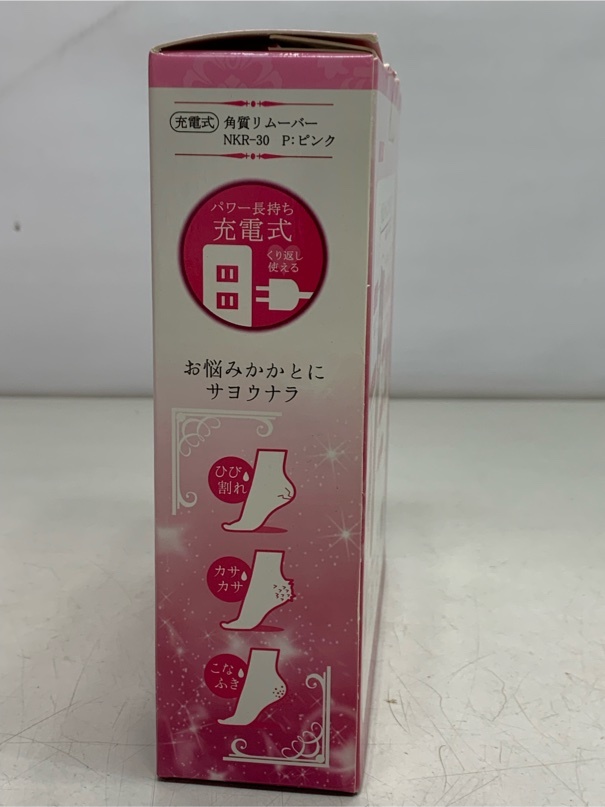 充電式 角質リムーバー
NKR-30 P:ピンク
パワー長持ち
充電式
くり返し
使える
お悩みかかとに
サヨウナラ
ひび
割れ
カサ
カサ
こな
ふき